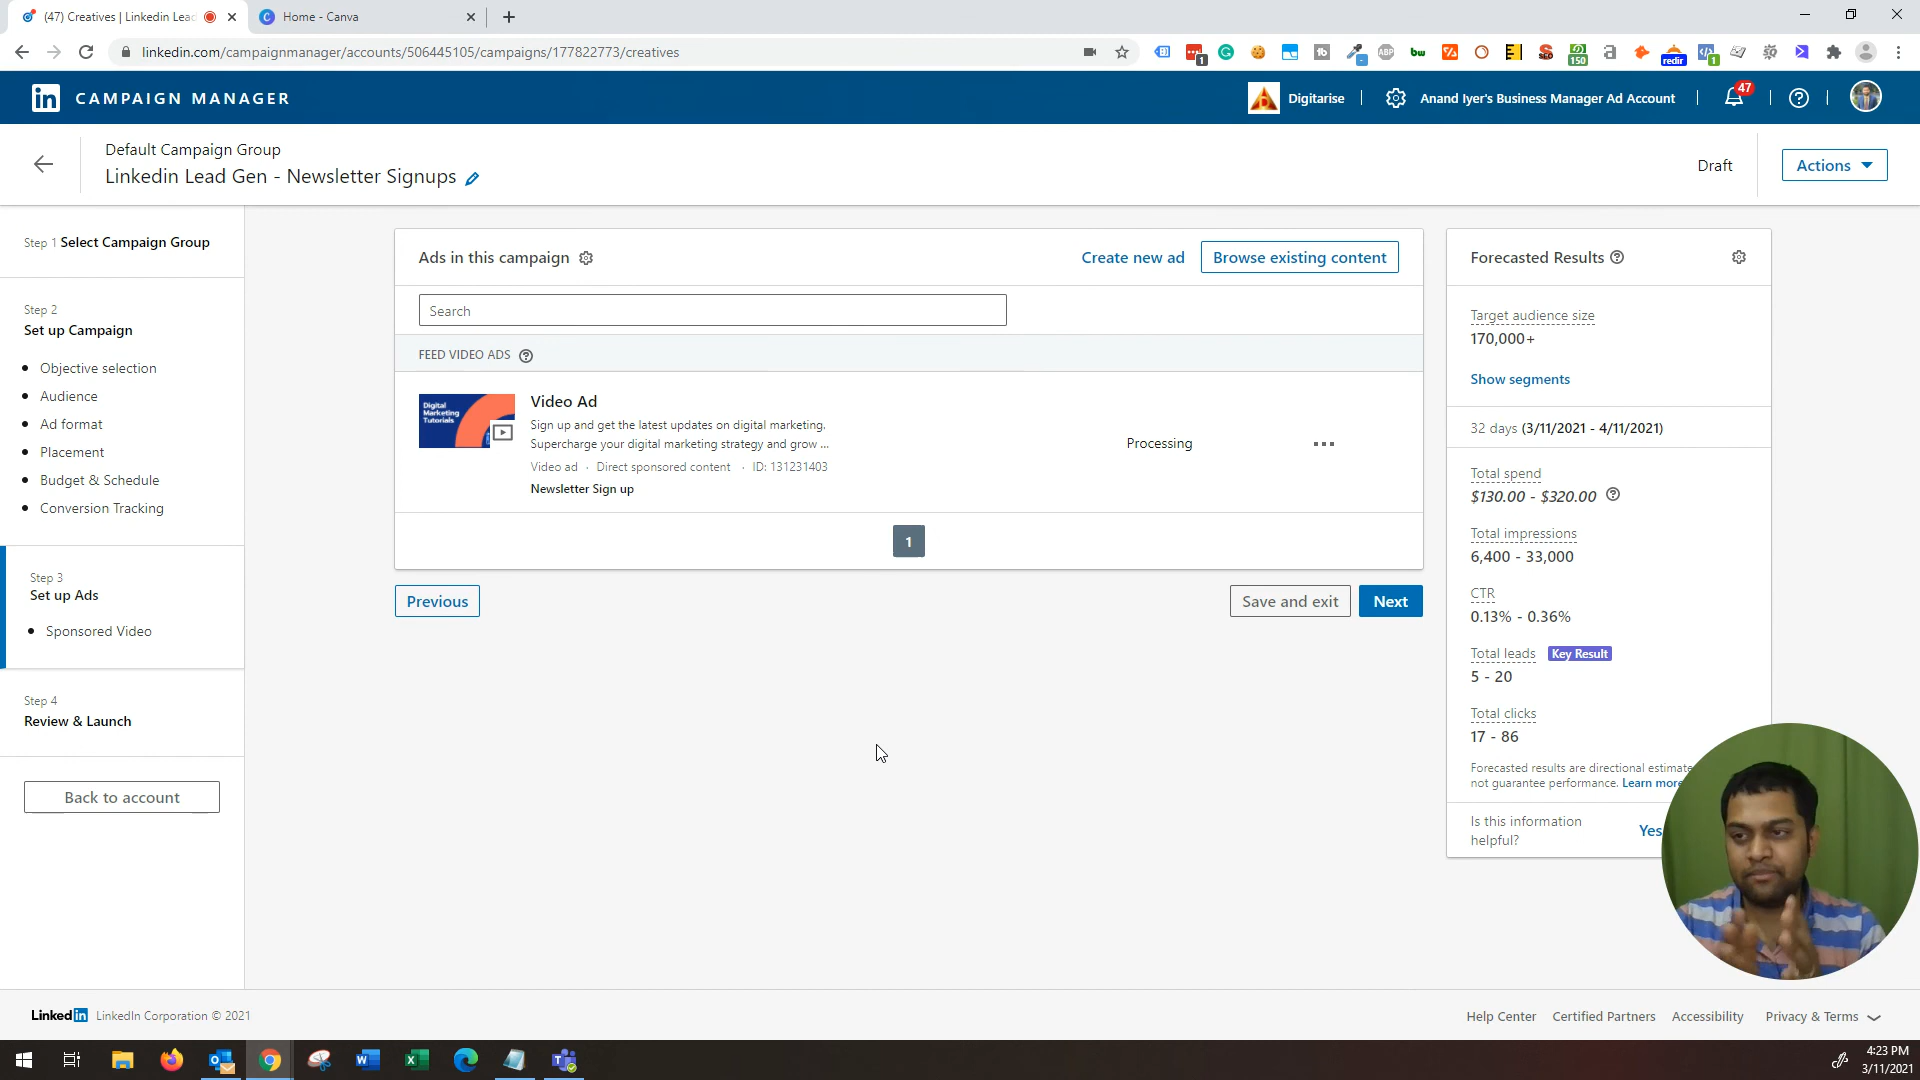 (47) Creatives | Linkedin Lead
Home - Canva
linkedin.com/campaignmanager/accounts/506445105/campaigns/177822773/creatives
in CAMPAIGN MANAGER
Digitarise
Anand Iyer's Business Manager Ad Account
47
Default Campaign Group
Linkedin Lead Gen - Newsletter Signups
Draft
Actions
Step 1 Select Campaign Group
Step 2
Set up Campaign
Objective selection
Audience
Ad format
Placement
Budget & Schedule
Conversion Tracking
Step 3
Set up Ads
Sponsored Video
Step 4
Review & Launch
Back to account
Ads in this campaign
Create new ad
Browse existing content
Search
FEED VIDEO ADS
Digital
Marketing
Tutorials
Video Ad
Sign up and get the latest updates on digital marketing.
Supercharge your digital marketing strategy and grow ...
Video ad · Direct sponsored content · ID: 131231403
Newsletter Sign up
Processing
1
Previous
Save and exit
Next
Forecasted Results
Target audience size
170,000+
Show segments
32 days (3/11/2021 - 4/11/2021)
Total spend
$130.00 - $320.00
Total impressions
6,400 - 33,000
CTR
0.13% - 0.36%
Total leads Key Result
5 - 20
Total clicks
17 - 86
Forecasted results are directional estimate
not guarantee performance. Learn more
Is this information
helpful?
Yes
LinkedIn LinkedIn Corporation © 2021
Help Center
Certified Partners
Accessibility
Privacy & Terms
4:23 PM
3/11/2021